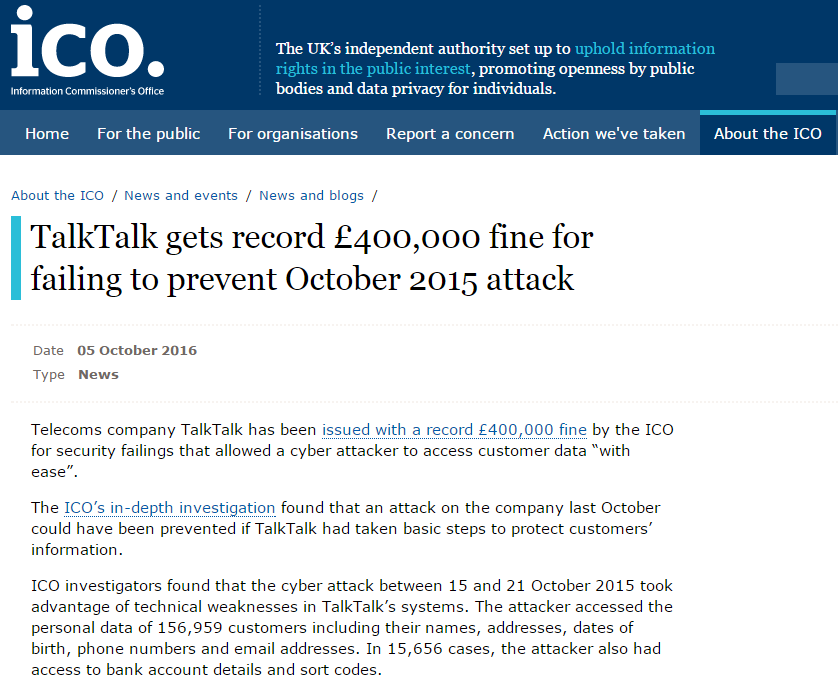 ico.
Information Commissioner's Office
The UK's independent authority set up to uphold information
rights in the public interest, promoting openness by public
bodies and data privacy for individuals.
Home For the public For organisations Report a concern Action we've taken About the ICO
About the ICO / News and events / News and blogs /
TalkTalk gets record £400,000 fine for
failing to prevent October 2015 attack
Date 05 October 2016
Type News
Telecoms company TalkTalk has been issued with a record £400,000 fine by the ICO
for security failings that allowed a cyber attacker to access customer data “with
ease”.
The ICO’s in-depth investigation found that an attack on the company last October
could have been prevented if TalkTalk had taken basic steps to protect customers’
information.
ICO investigators found that the cyber attack between 15 and 21 October 2015 took
advantage of technical weaknesses in TalkTalk’s systems. The attacker accessed the
personal data of 156,959 customers including their names, addresses, dates of
birth, phone numbers and email addresses. In 15,656 cases, the attacker also had
access to bank account details and sort codes.